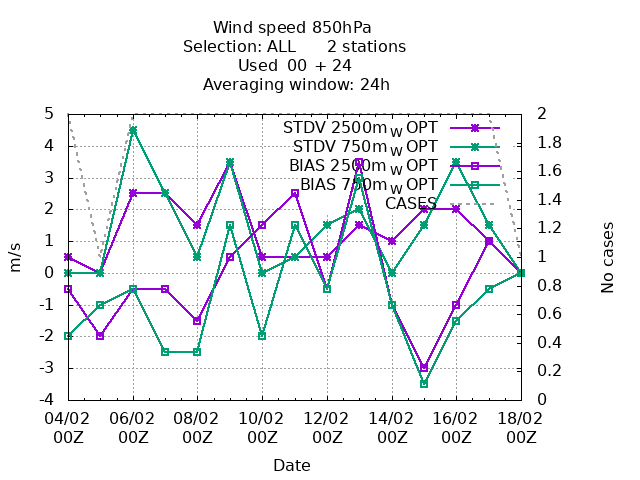 Wind speed 850hPa
Selection: ALL 2 stations
Used 00 + 24
Averaging window: 24h
STDV 2500m_W OPT
STDV 750m_W OPT
BIAS 2500m_W OPT
BIAS 750m_W OPT
CASES
m/s
5
4
3
2
1
0
-1
-2
-3
-4
2
1.8
1.6
1.4
1.2
1
0.8
0.6
0.4
0.2
0
No cases
04/02 06/02 08/02 10/02 12/02 14/02 16/02 18/02
00Z 00Z 00Z 00Z 00Z 00Z 00Z 00Z
Date